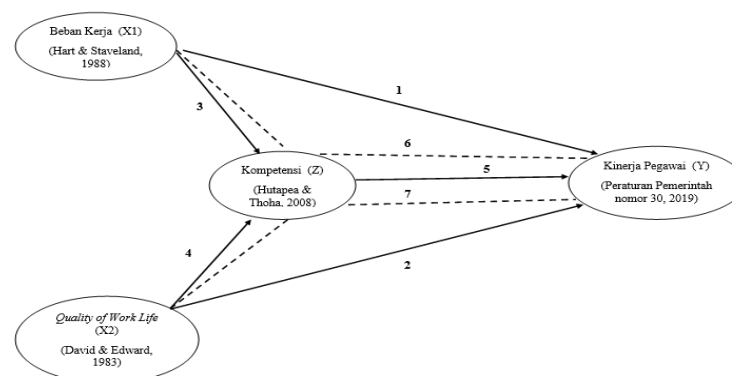 Beban Kerja (X1)
(Hart & Staveland,
1988)
1
3
6
Kompetensi (Z)
(Hutapea &
Thoha, 2008)
5
7
Kinerja Pegawai (Y)
(Peraturan Pemerintah
nomor 30, 2019)
4
2
Quality of Work Life
(X2)
(David & Edward,
1983)